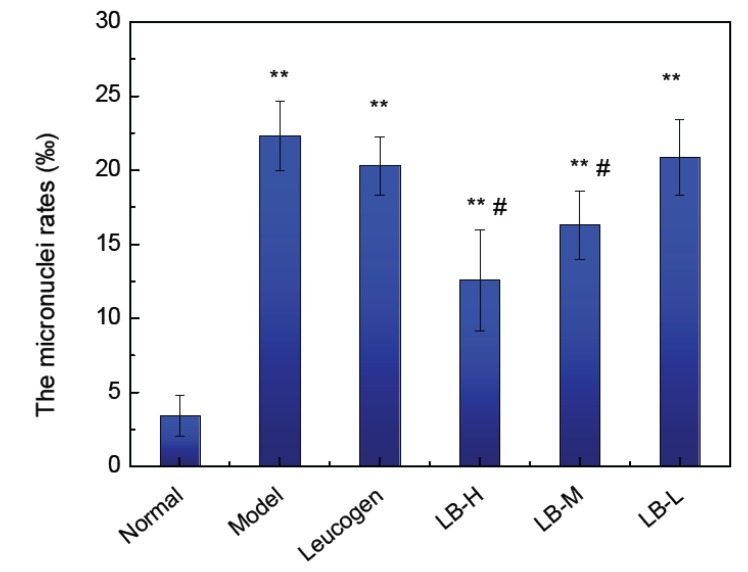 The micronuclei rates (‰)
30
25
20
15
10
5
0
**
**
** #
** #
**
Normal
Model
Leucogen
LB-H
LB-M
LB-L